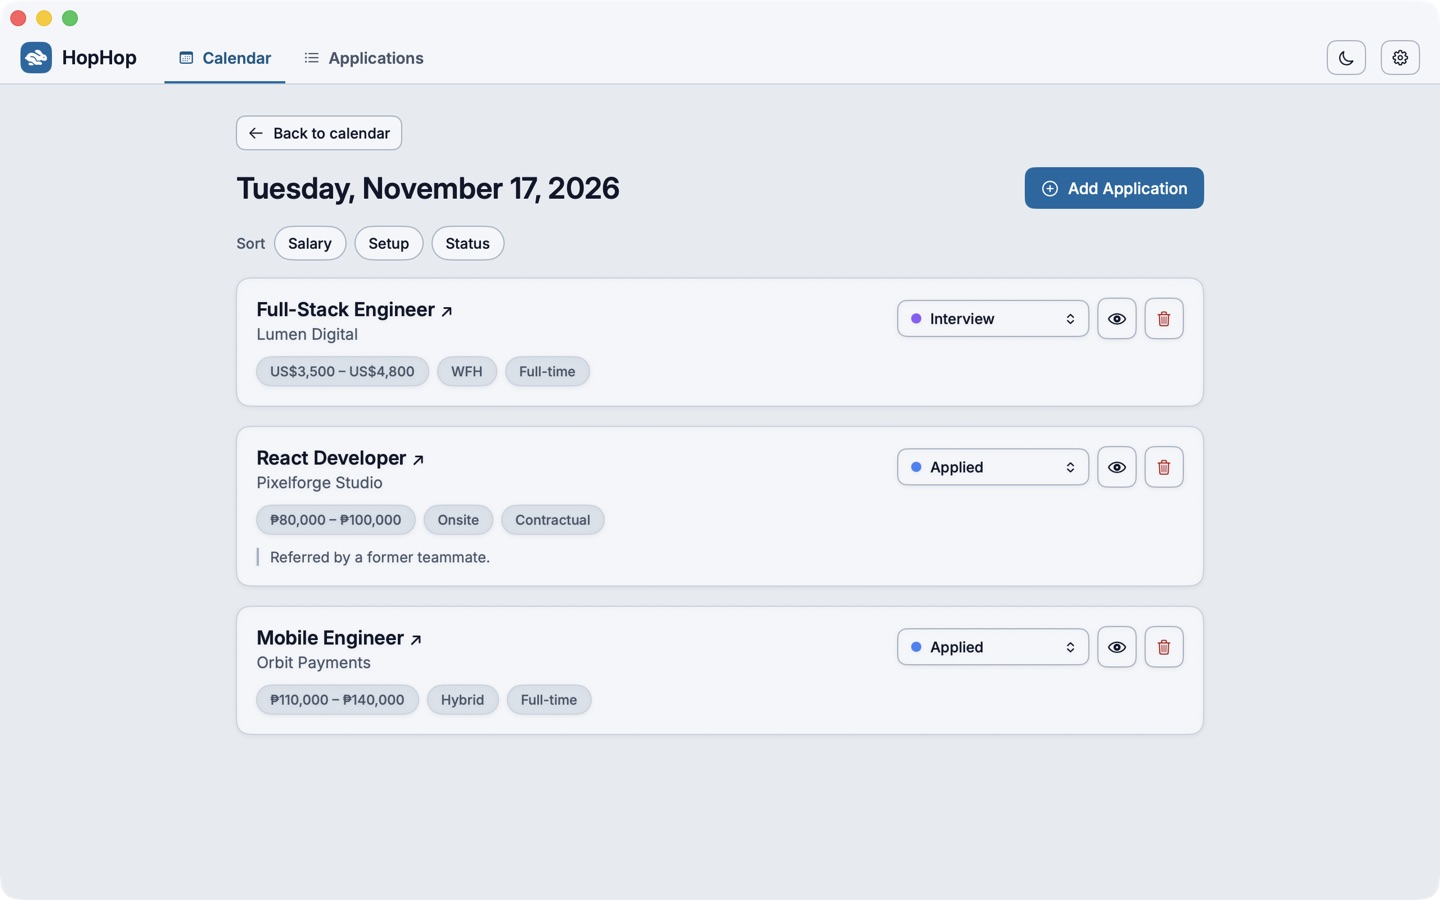 HopHop
Calendar
Applications
Back to calendar
Tuesday, November 17, 2026
Add Application
Sort
Salary
Setup
Status
Full-Stack Engineer
Lumen Digital
US$3,500 – US$4,800
WFH
Full-time
Interview
React Developer
Pixelforge Studio
₱80,000 – ₱100,000
Onsite
Contractual
Referred by a former teammate.
Applied
Mobile Engineer
Orbit Payments
₱110,000 – ₱140,000
Hybrid
Full-time
Applied